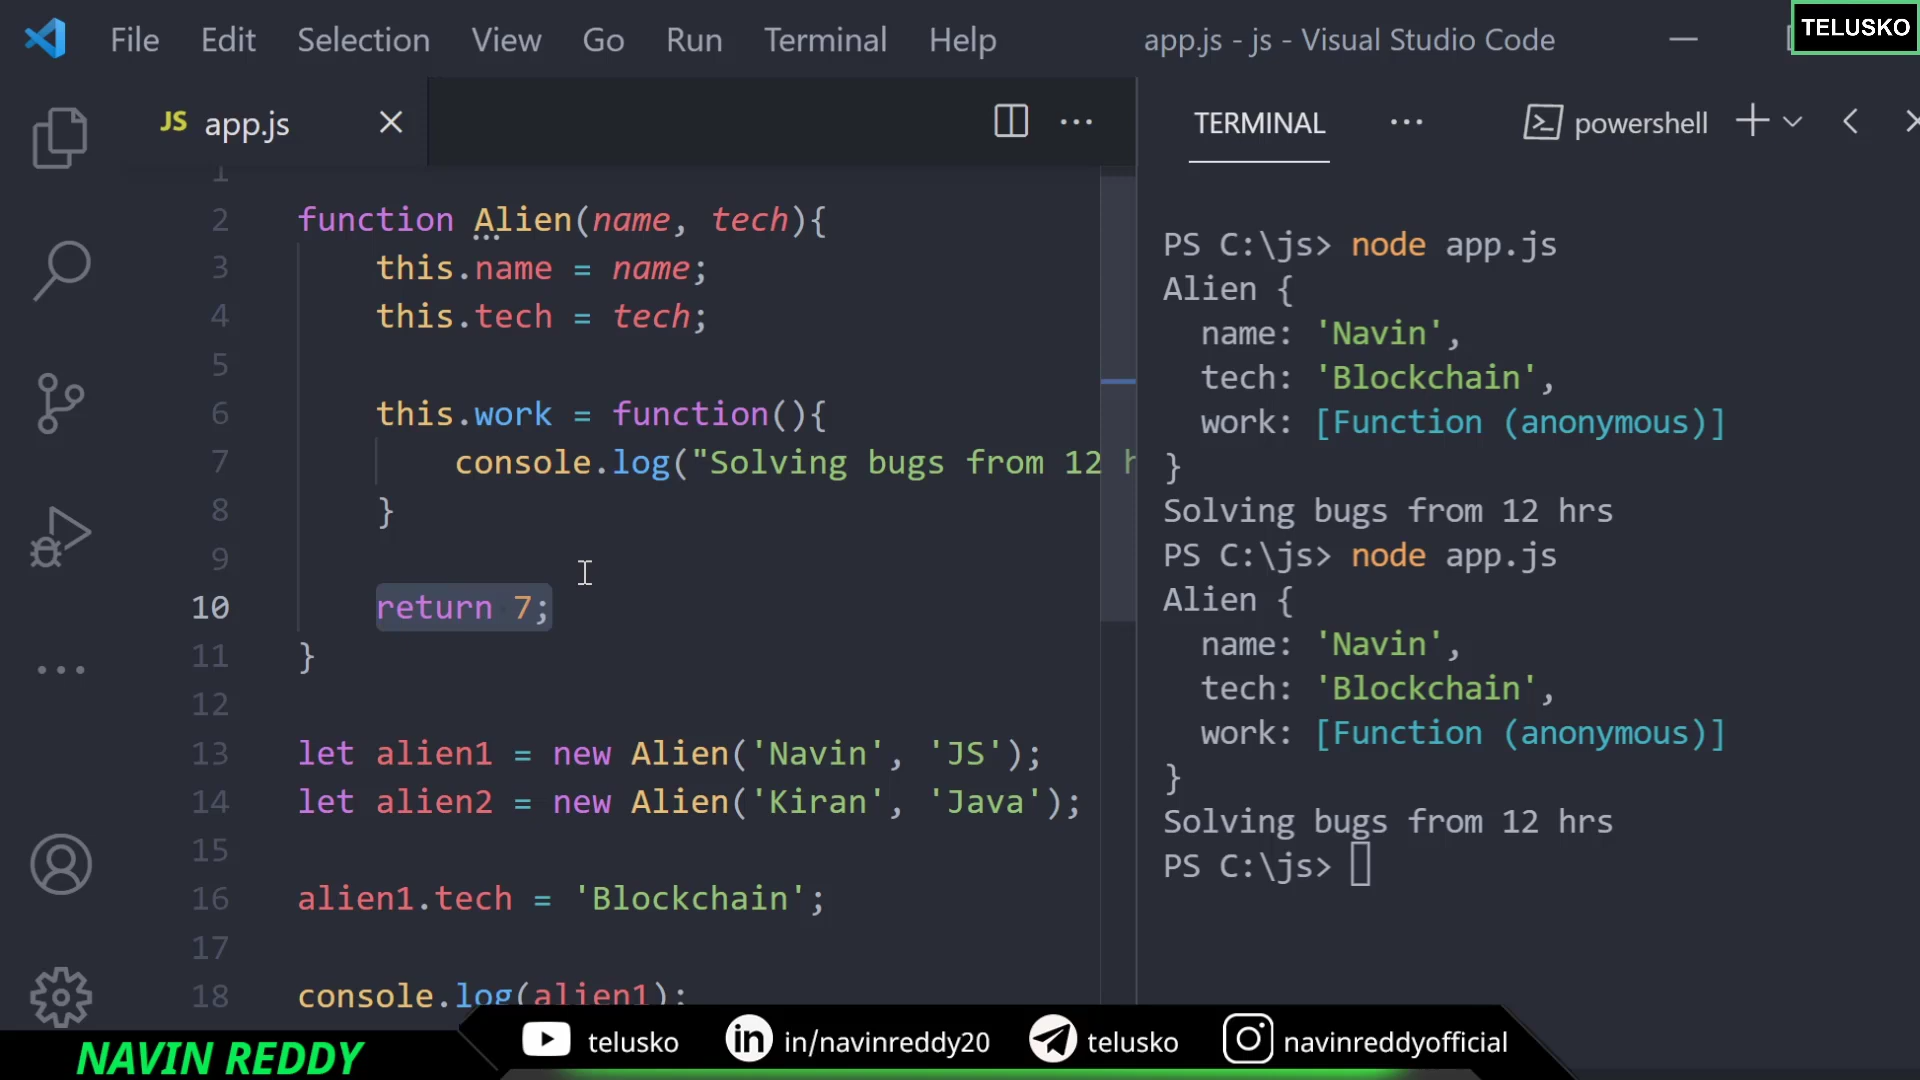 File Edit Selection View Go Run Terminal Help app.js - js - Visual Studio Code
TELUSKO
JS app.js
TERMINAL powershell
1
2 function Alien(name, tech){
3 this.name = name;
4 this.tech = tech;
5
6 this.work = function(){
7 console.log("Solving bugs from 12 h
8 }
9
10 return 7;
11 }
12
13 let alien1 = new Alien('Navin', 'JS');
14 let alien2 = new Alien('Kiran', 'Java');
15
16 alien1.tech = 'Blockchain';
17
18 console.log(alien1);
PS C:\js> node app.js
Alien {
name: 'Navin',
tech: 'Blockchain',
work: [Function (anonymous)]
}
Solving bugs from 12 hrs
PS C:\js> node app.js
Alien {
name: 'Navin',
tech: 'Blockchain',
work: [Function (anonymous)]
}
Solving bugs from 12 hrs
PS C:\js>
NAVIN REDDY
telusko in/navinreddy20 telusko navinreddyofficial